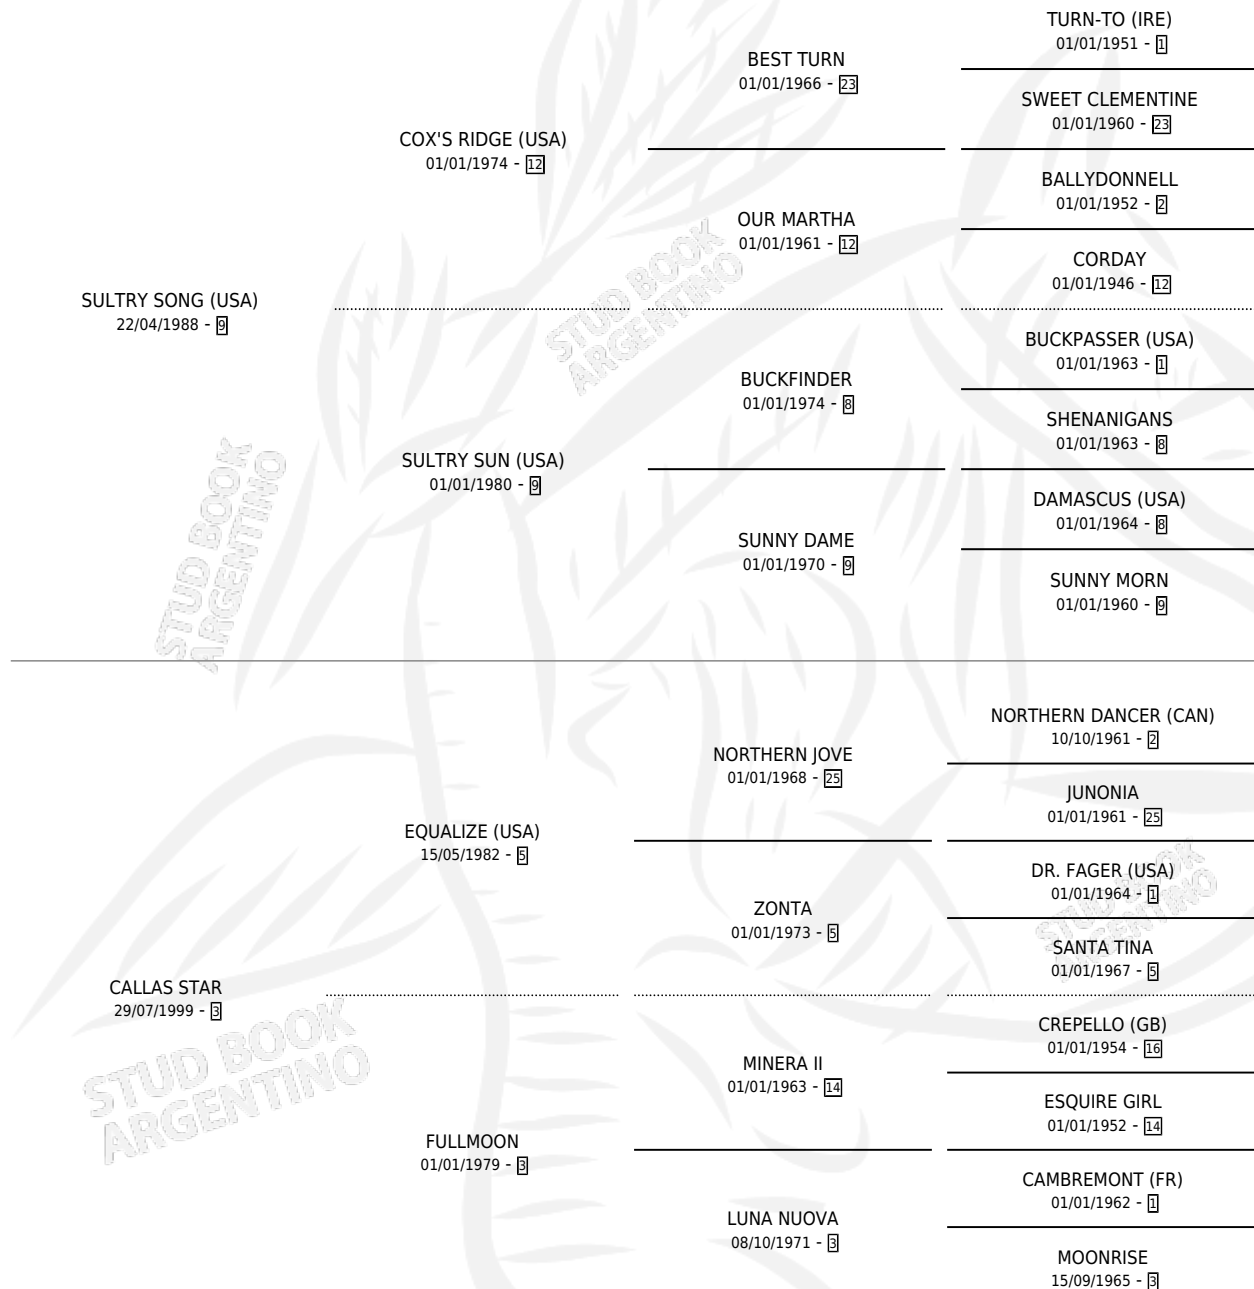 TURN-TO (IRE)
01/01/1951 - 1
BEST TURN
01/01/1966 - 23
SWEET CLEMENTINE
01/01/1960 - 23
COX'S RIDGE (USA)
01/01/1974 - 12
BALLYDONNELL
01/01/1952 - 2
OUR MARTHA
01/01/1961 - 12
CORDAY
01/01/1946 - 12
SULTRY SONG (USA)
22/04/1988 - 9
BUCKPASSER (USA)
01/01/1963 - 1
BUCKFINDER
01/01/1974 - 8
SHENANIGANS
01/01/1963 - 8
SULTRY SUN (USA)
01/01/1980 - 9
DAMASCUS (USA)
01/01/1964 - 8
SUNNY DAME
01/01/1970 - 9
SUNNY MORN
01/01/1960 - 9
NORTHERN DANCER (CAN)
10/10/1961 - 2
NORTHERN JOVE
01/01/1968 - 25
JUNONIA
01/01/1961 - 25
EQUALIZE (USA)
15/05/1982 - 5
DR. FAGER (USA)
01/01/1964 - 1
ZONTA
01/01/1973 - 5
SANTA TINA
01/01/1967 - 5
CALLAS STAR
29/07/1999 - 3
CREPELLO (GB)
01/01/1954 - 16
MINERA II
01/01/1963 - 14
ESQUIRE GIRL
01/01/1952 - 14
FULLMOON
01/01/1979 - 3
CAMBREMONT (FR)
01/01/1962 - 1
LUNA NUOVA
08/10/1971 - 3
MOONRISE
15/09/1965 - 3
STUD BOOK
ARGENTINO
STUD BOOK
ARGENTINO
STUD BOOK
ARGENTINO
STUD BOOK
ARGENTINO